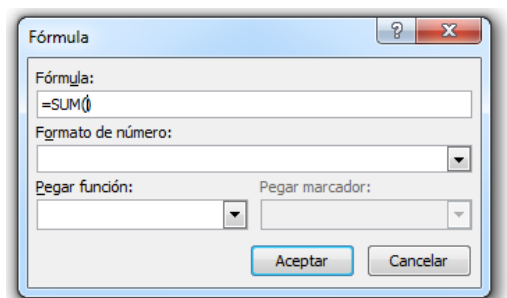 Fórmula
Fórmula:
=SUM()
Formato de número:
Pegar función: Pegar marcador:
Aceptar Cancelar